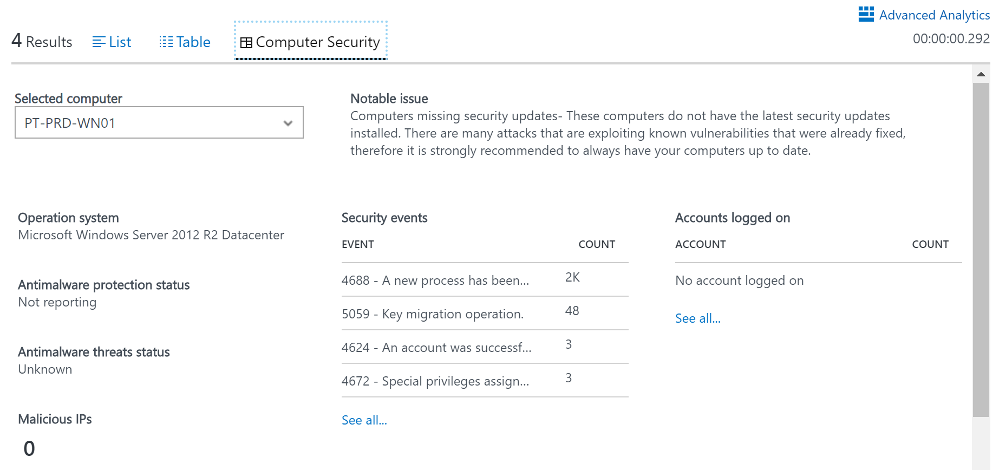 Advanced Analytics
4 Results List Table Computer Security
00:00:00.292
Selected computer
PT-PRD-WN01
Notable issue
Computers missing security updates- These computers do not have the latest security updates
installed. There are many attacks that are exploiting known vulnerabilities that were already fixed,
therefore it is strongly recommended to always have your computers up to date.
Operation system
Microsoft Windows Server 2012 R2 Datacenter
Antimalware protection status
Not reporting
Antimalware threats status
Unknown
Malicious IPs
0
Security events
EVENT COUNT
4688 - A new process has been... 2K
5059 - Key migration operation. 48
4624 - An account was successf... 3
4672 - Special privileges assign... 3
See all...
Accounts logged on
ACCOUNT COUNT
No account logged on
See all...